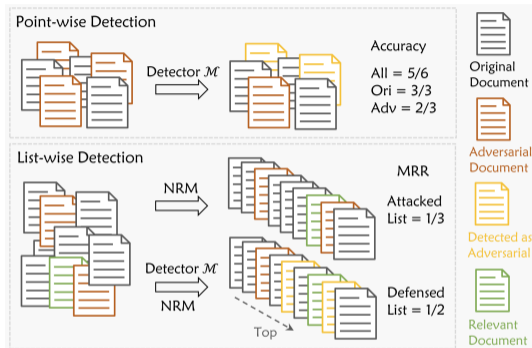 Point-wise Detection
Detector M
Accuracy
All = 5/6
Ori = 3/3
Adv = 2/3
List-wise Detection
NRM
MRR
Attacked
List = 1/3
Detector M
NRM
Defensed
List = 1/2
Top
Original
Document
Adversarial
Document
Detected as
Adversarial
Relevant
Document